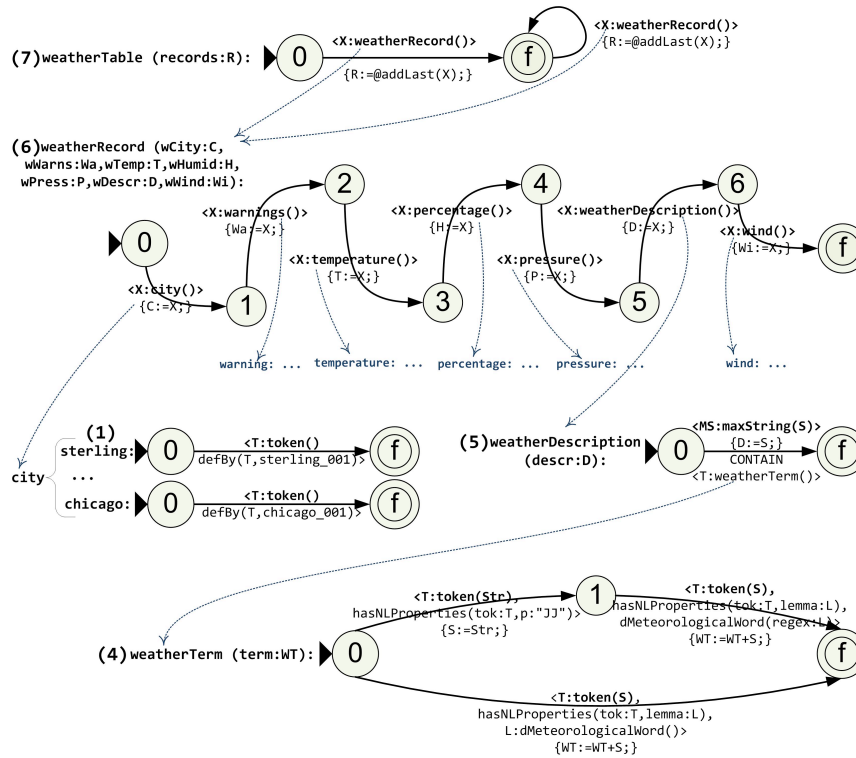 <X:weatherRecord()>
<X:weatherRecord()>
{R:=@addLast(X);}
(7) weatherTable (records:R):
0
f
{R:=@addLast(X);}
(6) weatherRecord (wCity:C,
wWarns:Wa,wTemp:T,wHumid:H,
wPress:P,wDescr:D,wWind:Wi):
2
4
6
<X:warnings()>
{Wa:=X;}
<X:percentage()>
{H:=X}
<X:weatherDescription()>
{D:=X;}
<X:wind()>
{Wi:=X;}
0
f
<X:city()>
{C:=X;}
<X:temperature()>
{T:=X;}
<X:pressure()>
{P:=X;}
1
3
5
warning: ...
temperature: ...
percentage: ...
pressure: ...
wind: ...
(1)
sterling:
0
<T:token()
defBy(T,sterling_001)>
f
city
...
chicago:
0
<T:token()
defBy(T,chicago_001)>
f
(5) weatherDescription
(descr:D):
0
<MS:maxString(S)>
{D:=S;}
CONTAIN
<T:weatherTerm()>
f
<T:token(Str),
hasNLProperties(tok:T,p:"JJ")>
{S:=Str;}
1
<T:token(S),
hasNLProperties(tok:T,lemma:L),
dMeteorologicalWord(regex:L)>
{WT:=WT+S;}
(4) weatherTerm (term:WT):
0
f
<T:token(S),
hasNLProperties(tok:T,lemma:L),
L:dMeteorologicalWord()>
{WT:=WT+S;}